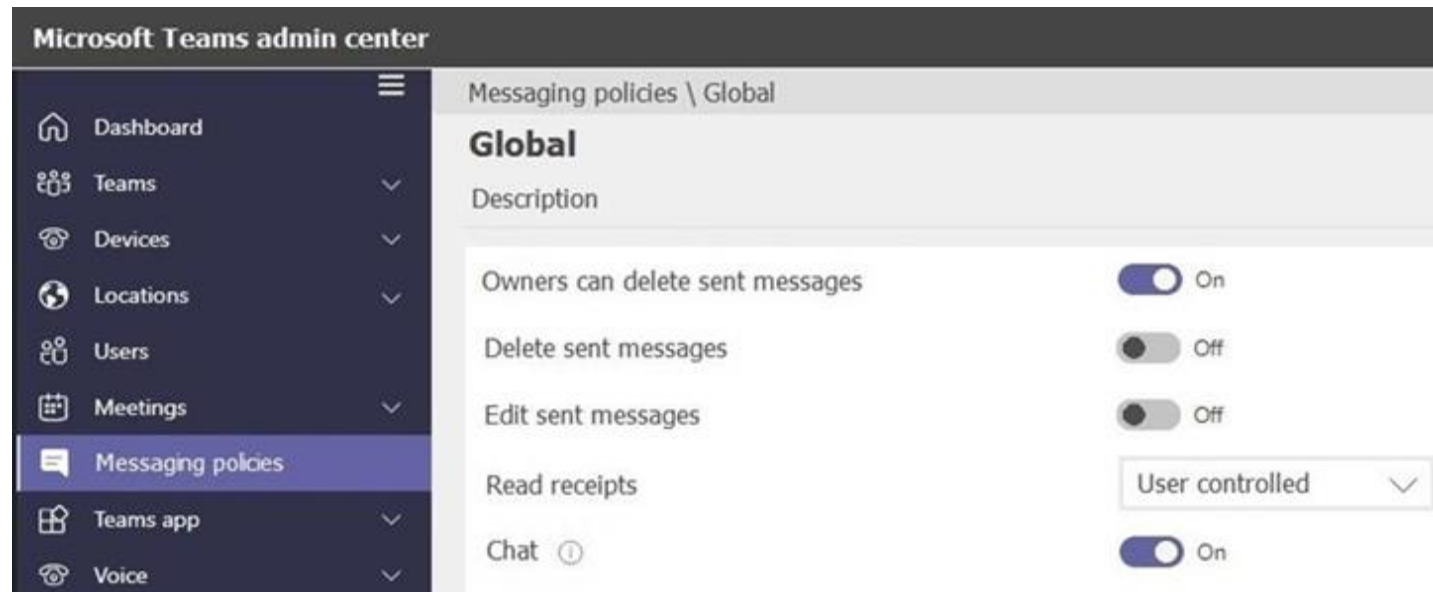 Microsoft Teams admin center
Dashboard
Teams
Devices
Locations
Users
Meetings
Messaging policies
Teams app
Voice
Messaging policies \ Global
Global
Description
Owners can delete sent messages On
Delete sent messages Off
Edit sent messages Off
Read receipts User controlled
Chat On